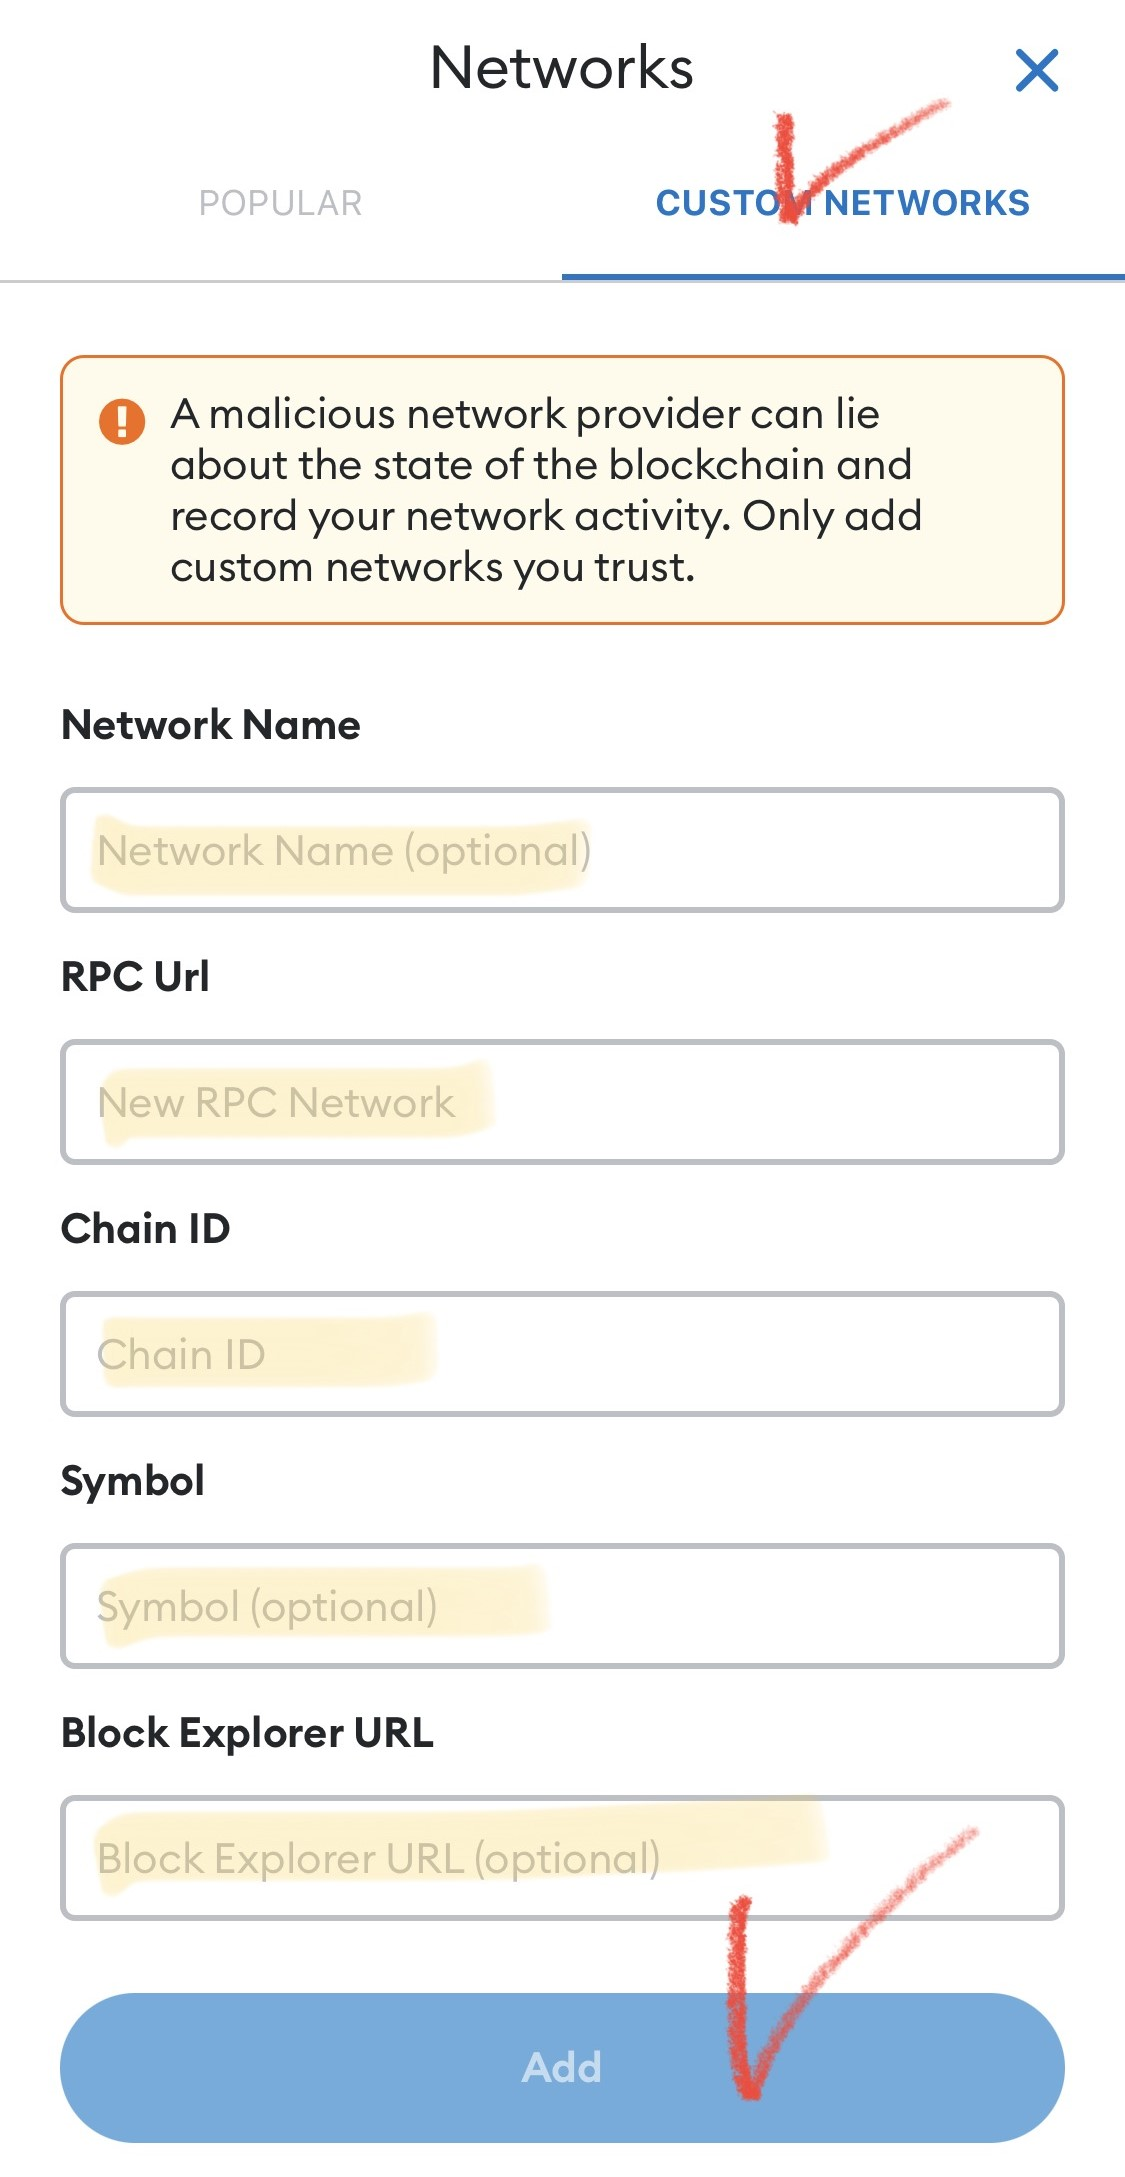 Networks
POPULAR
CUSTOM NETWORKS
A malicious network provider can lie
about the state of the blockchain and
record your network activity. Only add
custom networks you trust.
Network Name
Network Name (optional)
RPC Url
New RPC Network
Chain ID
Chain ID
Symbol
Symbol (optional)
Block Explorer URL
Block Explorer URL (optional)
Add